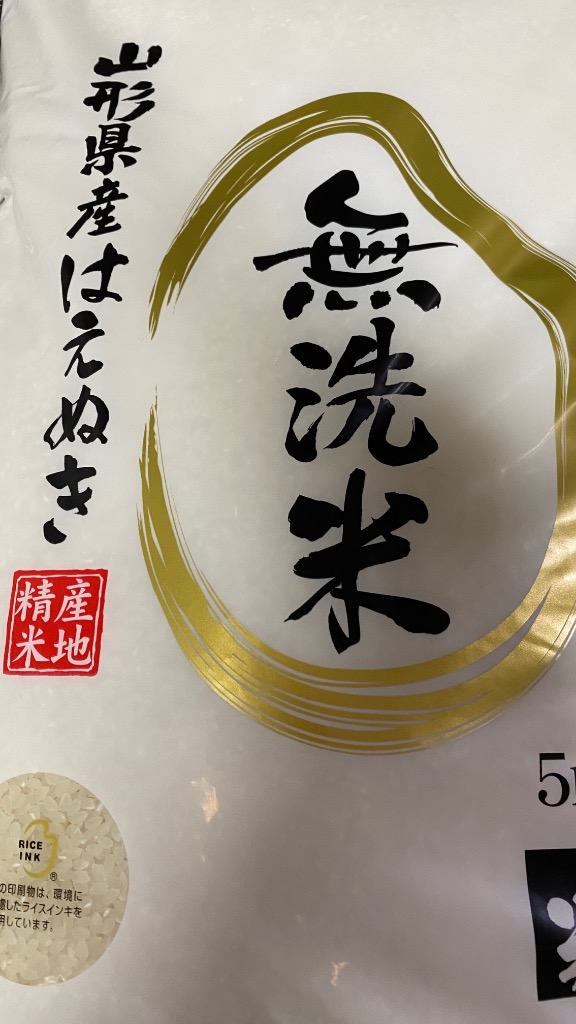 山形県産はえぬき
無洗米
産地
精米
RICE
INK
®
の印刷物は、環境に
慮したライスインキを
用しています。
5